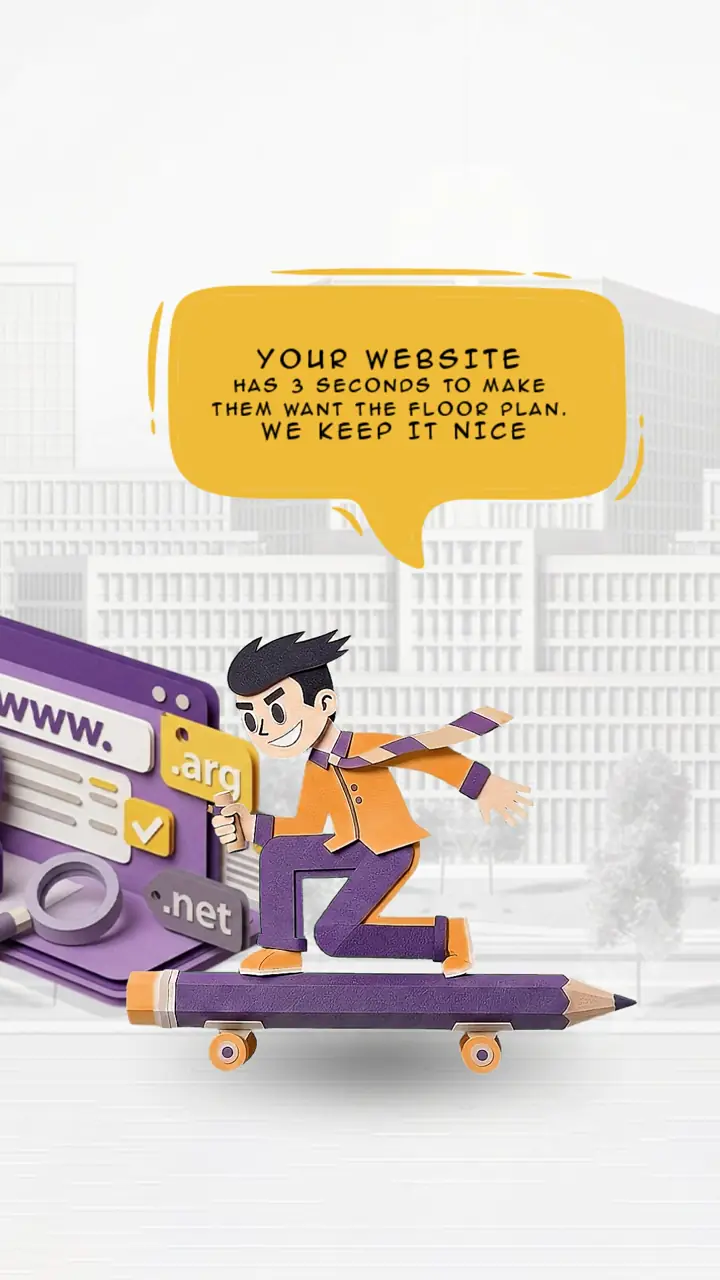 YOUR WEBSITE
HAS 3 SECONDS TO MAKE
THEM WANT THE FLOOR PLAN.
WE KEEP IT NICE
www.
.arg
.net